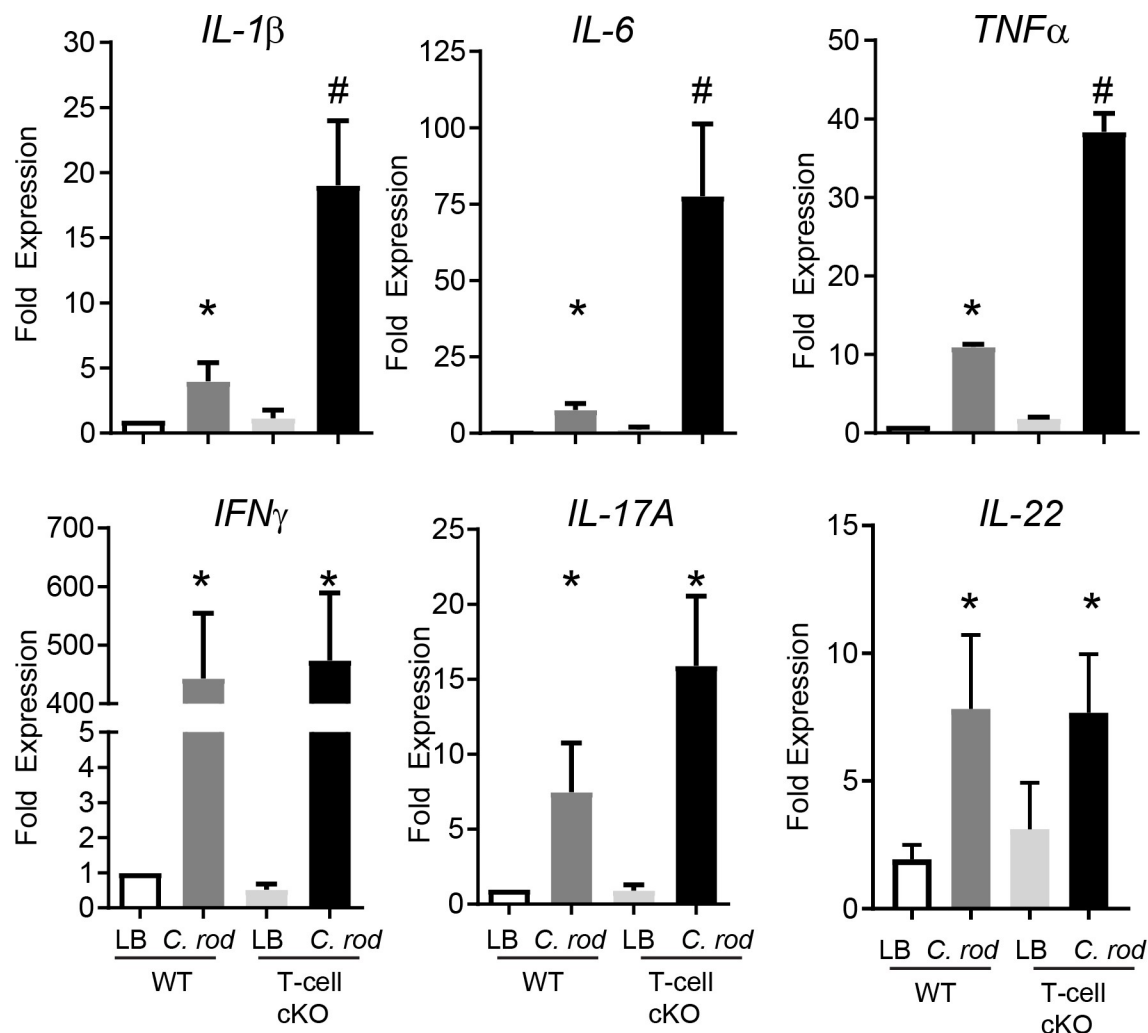 IL-1β
Fold Expression
30
25
20
15
10
5
0
*
#
IL-6
Fold Expression
125
100
75
50
25
0
*
#
TNFα
Fold Expression
50
40
30
20
10
0
*
#
IFNγ
Fold Expression
700
600
500
400
5
4
3
2
1
0
*
*
LB C. rod LB C. rod
WT T-cell
cKO
IL-17A
Fold Expression
25
20
15
10
5
0
*
*
LB C. rod LB C. rod
WT T-cell
cKO
IL-22
Fold Expression
15
10
5
0
*
*
LB C. rod LB C. rod
WT T-cell
cKO